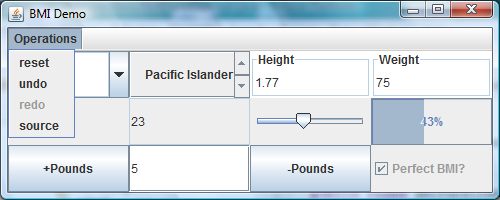 BMI Demo
Operations
reset
undo
redo
source
Pacific Islander
Height
1.77
Weight
75
23
43%
+Pounds
5
-Pounds
Perfect BMI?